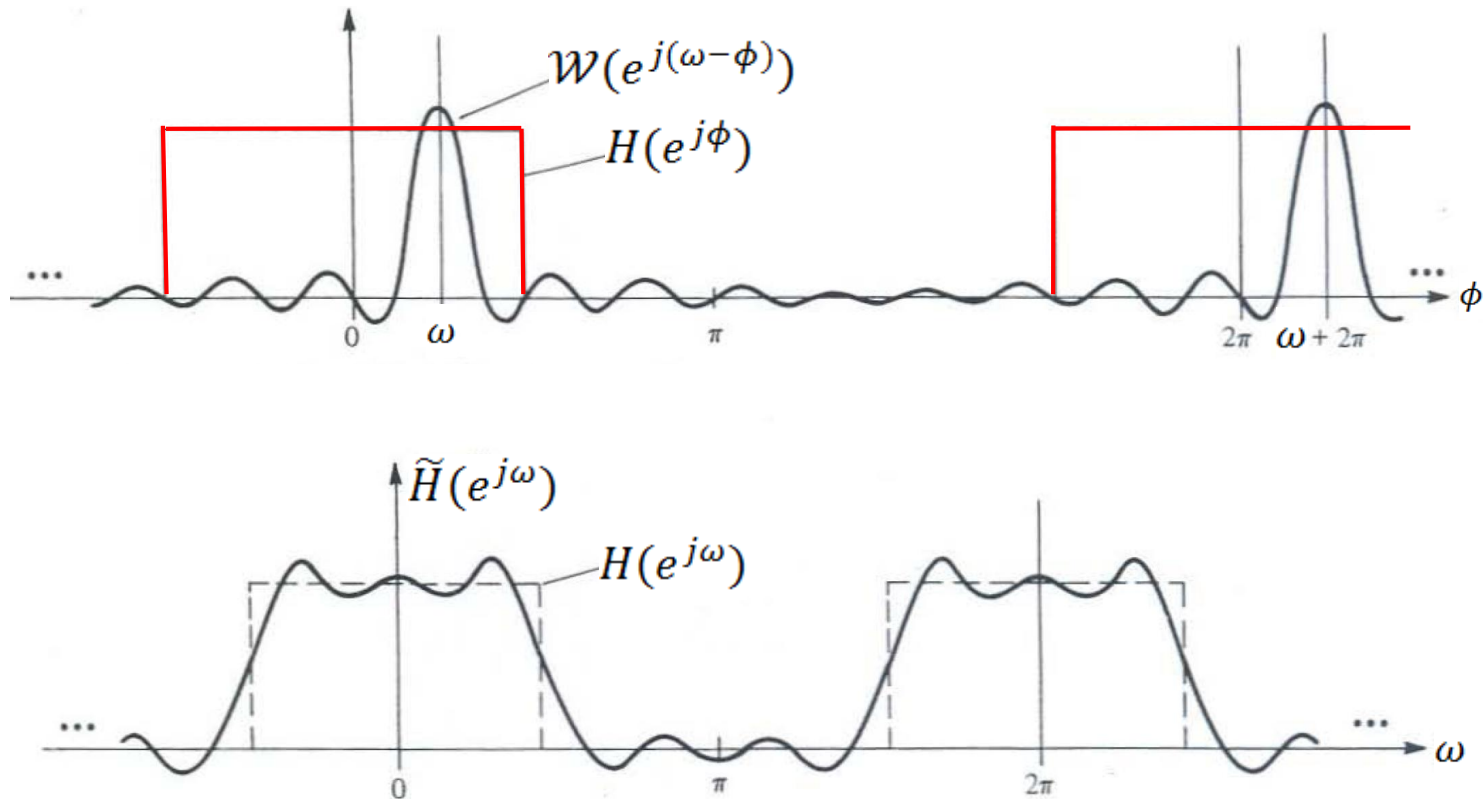 𝒲(e^{j(ω−ϕ)})
H(e^{jϕ})
... ...
ϕ
0 ω π 2π ω + 2π
H̃(e^{jω})
H(e^{jω})
... ...
ω
0 π 2π